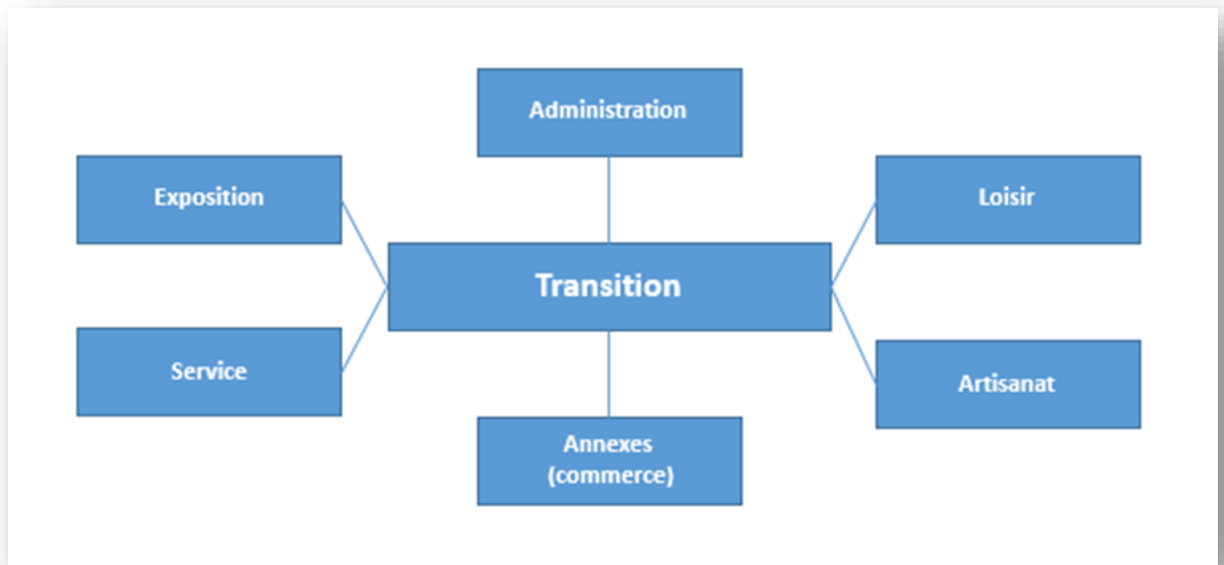 Administration
Exposition
Loisir
Transition
Service
Artisanat
Annexes
(commerce)